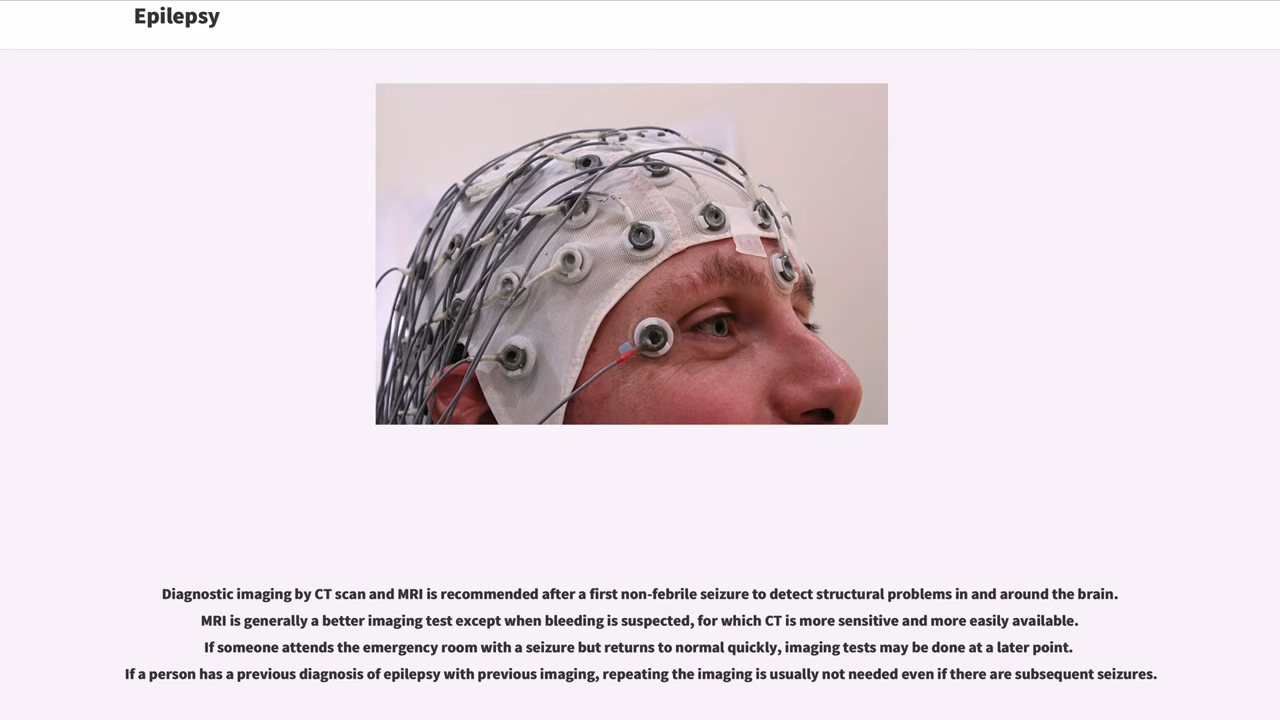 Epilepsy
Diagnostic imaging by CT scan and MRI is recommended after a first non-febrile seizure to detect structural problems in and around the brain.
MRI is generally a better imaging test except when bleeding is suspected, for which CT is more sensitive and more easily available.
If someone attends the emergency room with a seizure but returns to normal quickly, imaging tests may be done at a later point.
If a person has a previous diagnosis of epilepsy with previous imaging, repeating the imaging is usually not needed even if there are subsequent seizures.